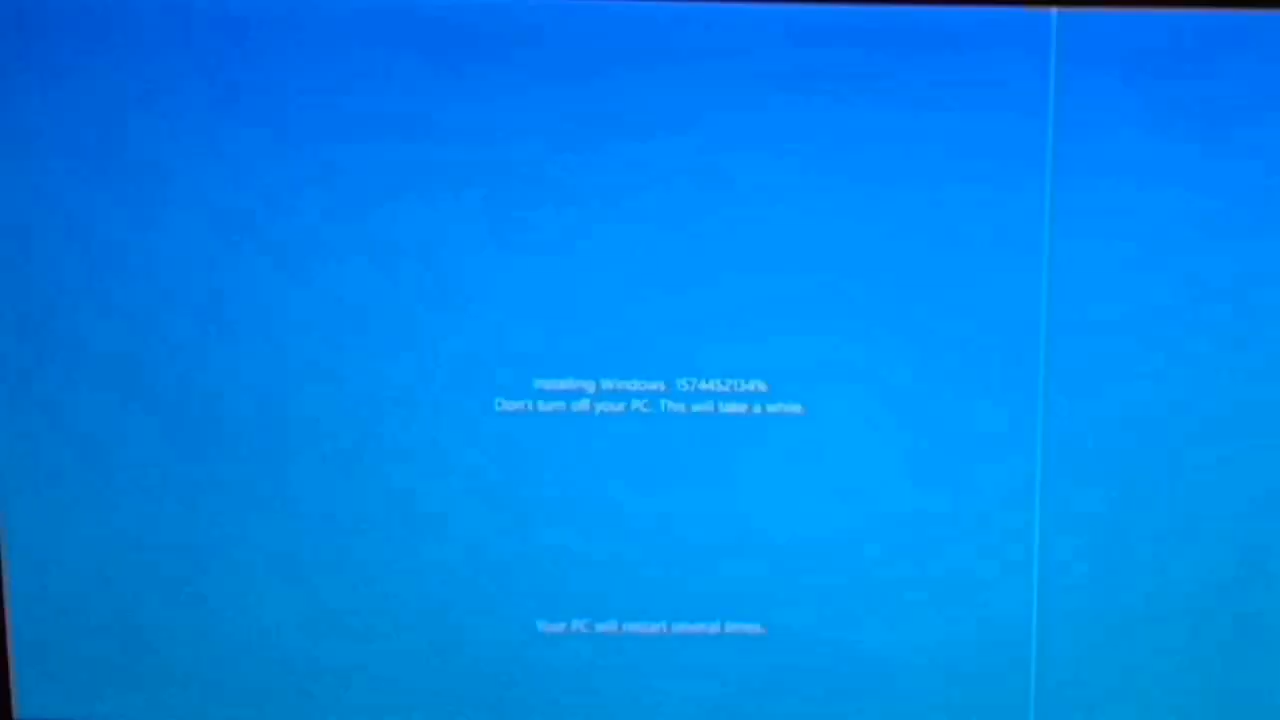 Installing Windows 1574452134%
Don't turn off your PC. This will take a while.
Your PC will restart several times.